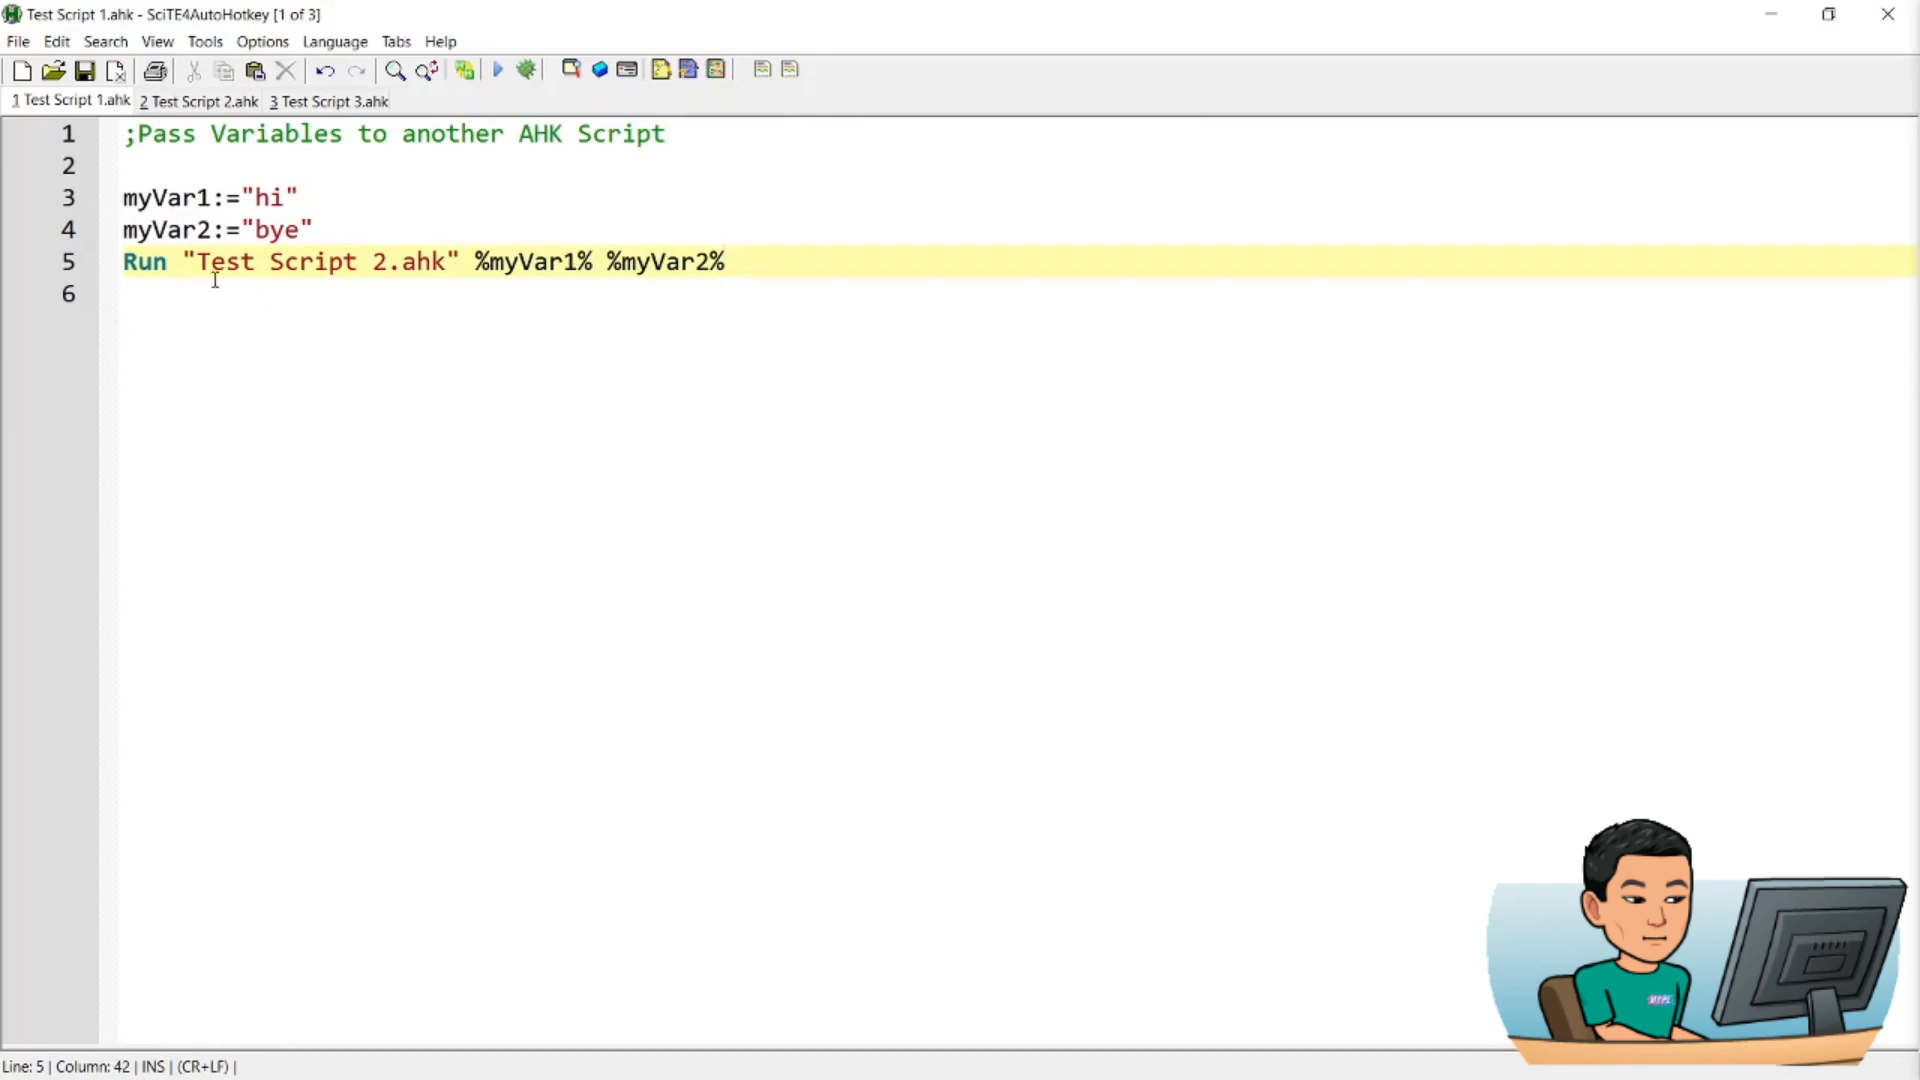 Test Script 1.ahk - SciTE4AutoHotkey [1 of 3]
File Edit Search View Tools Options Language Tabs Help
1 Test Script 1.ahk 2 Test Script 2.ahk 3 Test Script 3.ahk
1 ;Pass Variables to another AHK Script
2
3 myVar1:="hi"
4 myVar2:="bye"
5 Run "Test Script 2.ahk" %myVar1% %myVar2%
6
Line: 5 | Column: 42 | INS | (CR+LF) |